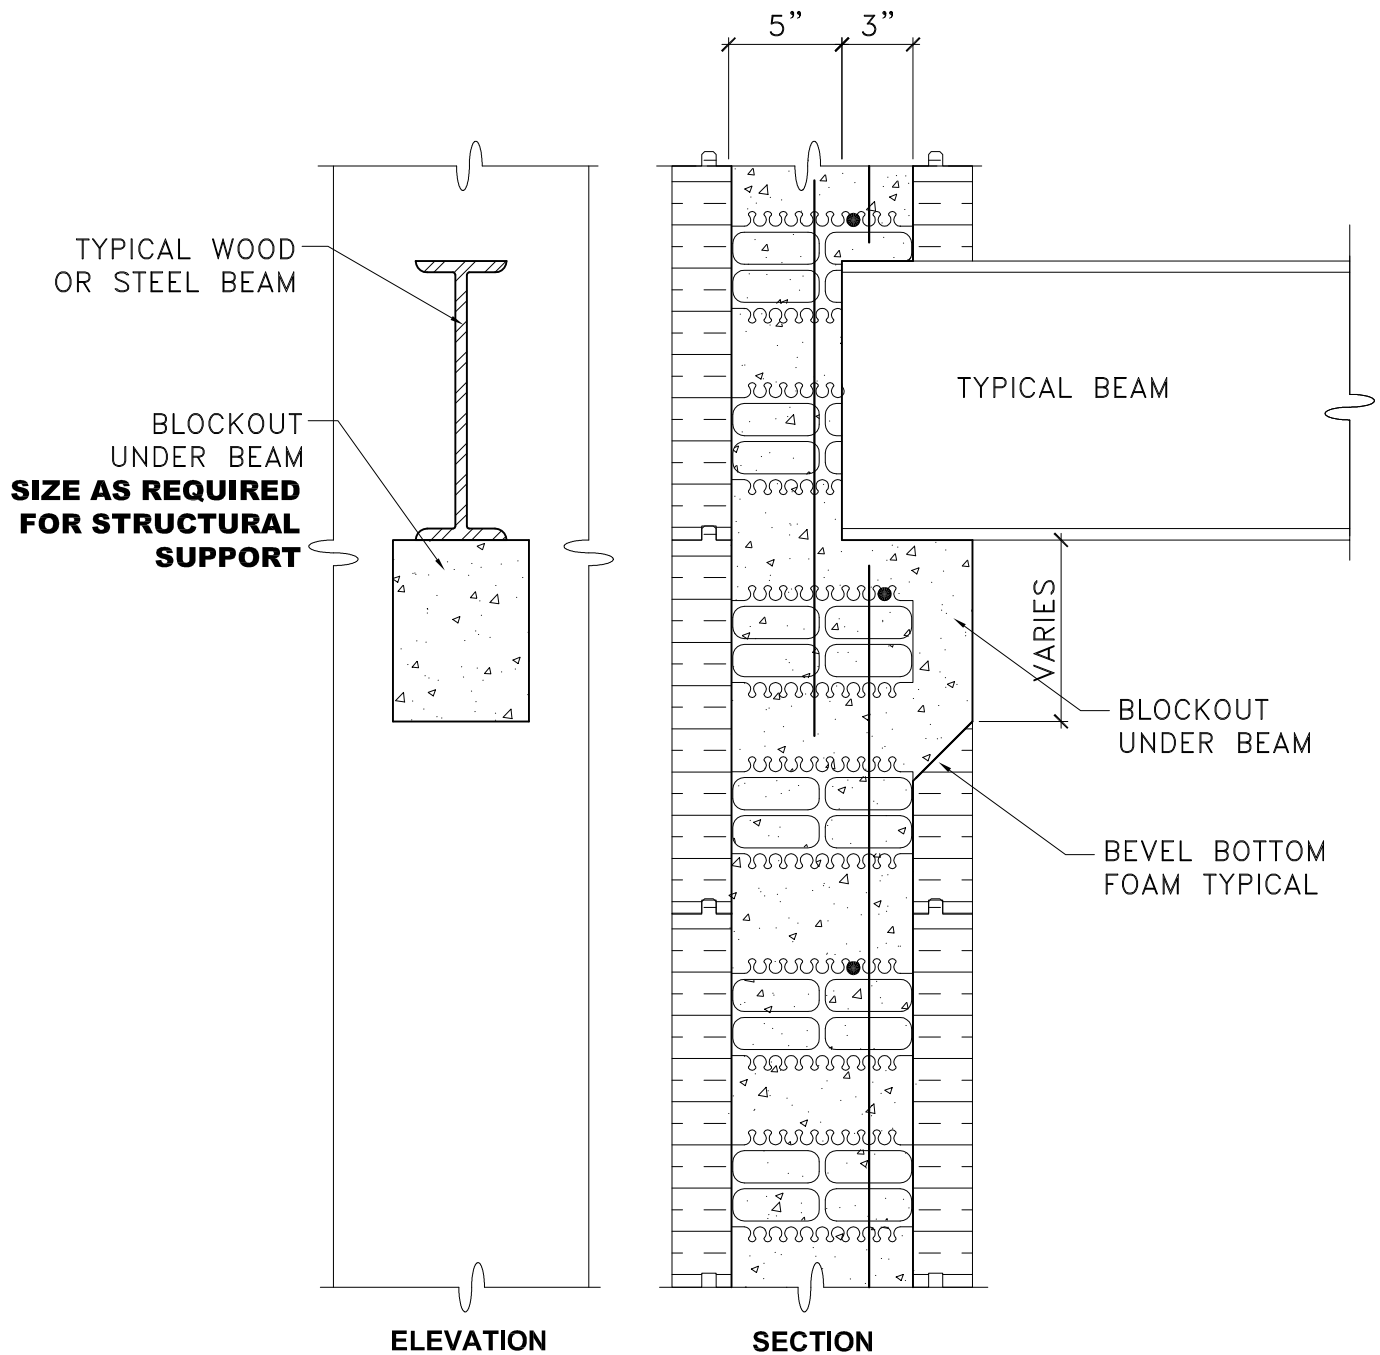 5”
3”
TYPICAL WOOD
OR STEEL BEAM
BLOCKOUT
UNDER BEAM
SIZE AS REQUIRED
FOR STRUCTURAL
SUPPORT
TYPICAL BEAM
VARIES
BLOCKOUT
UNDER BEAM
BEVEL BOTTOM
FOAM TYPICAL
ELEVATION
SECTION